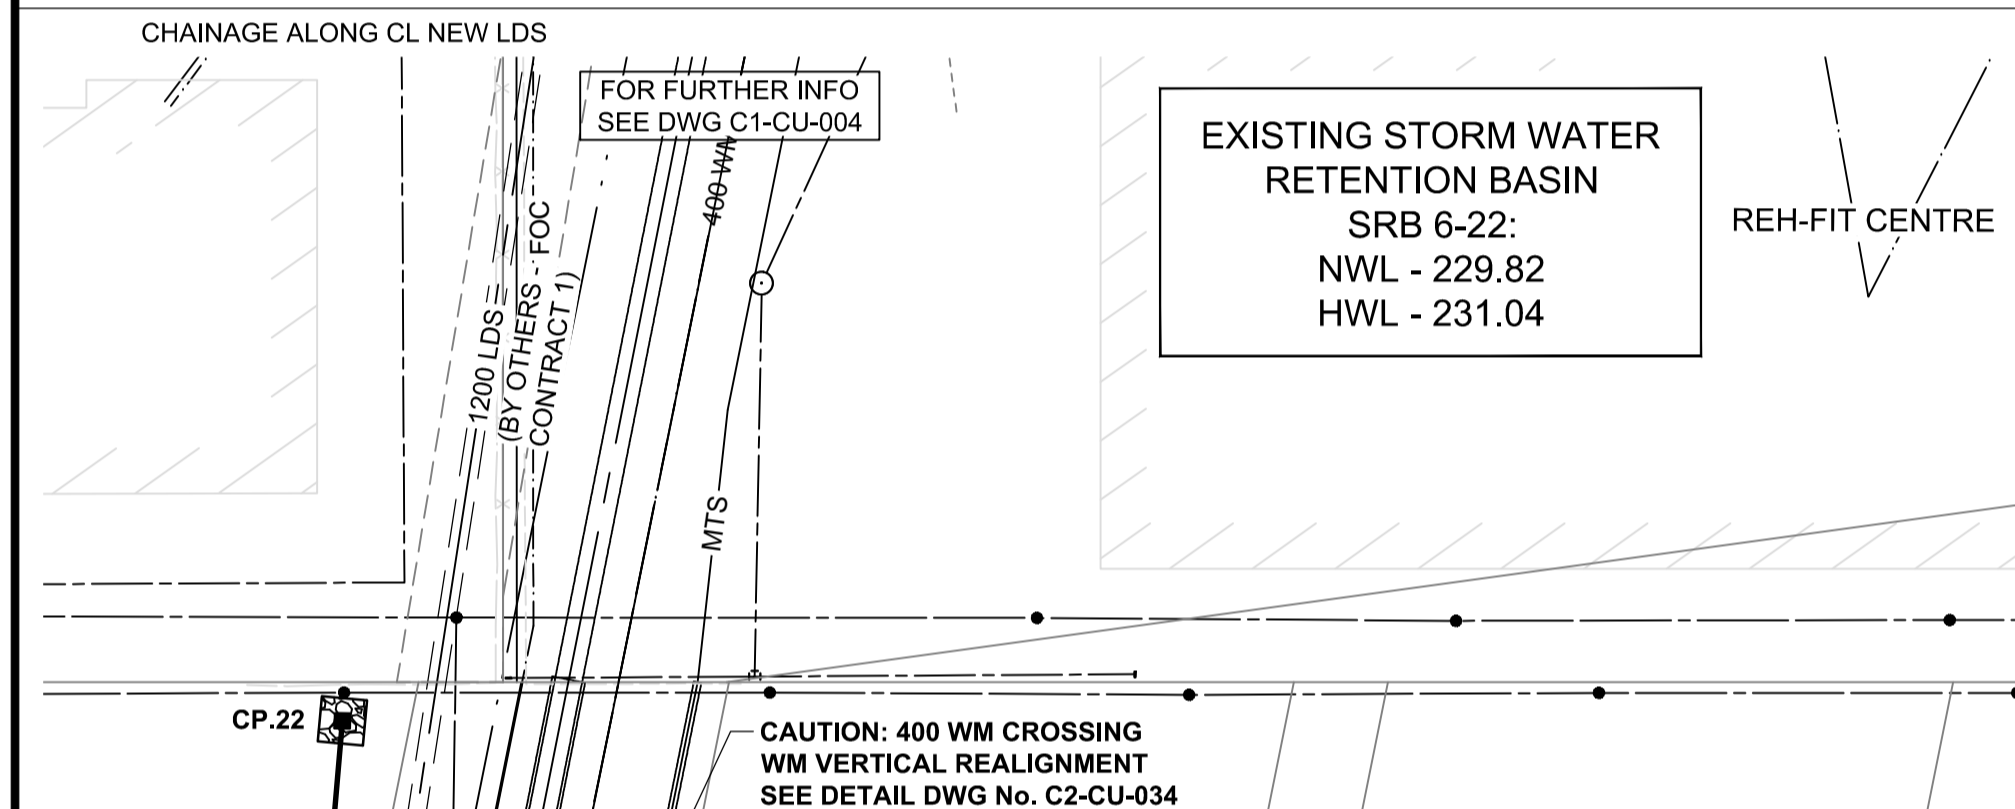 CHAINAGE ALONG CL NEW LDS
FOR FURTHER INFO
SEE DWG C1-CU-004
400 WM
EXISTING STORM WATER
RETENTION BASIN
SRB 6-22:
NWL - 229.82
HWL - 231.04
REH-FIT CENTRE
1200 LDS
(BY OTHERS - FOC
CONTRACT 1)
MTS
CP.22
CAUTION: 400 WM CROSSING
WM VERTICAL REALIGNMENT
SEE DETAIL DWG No. C2-CU-034